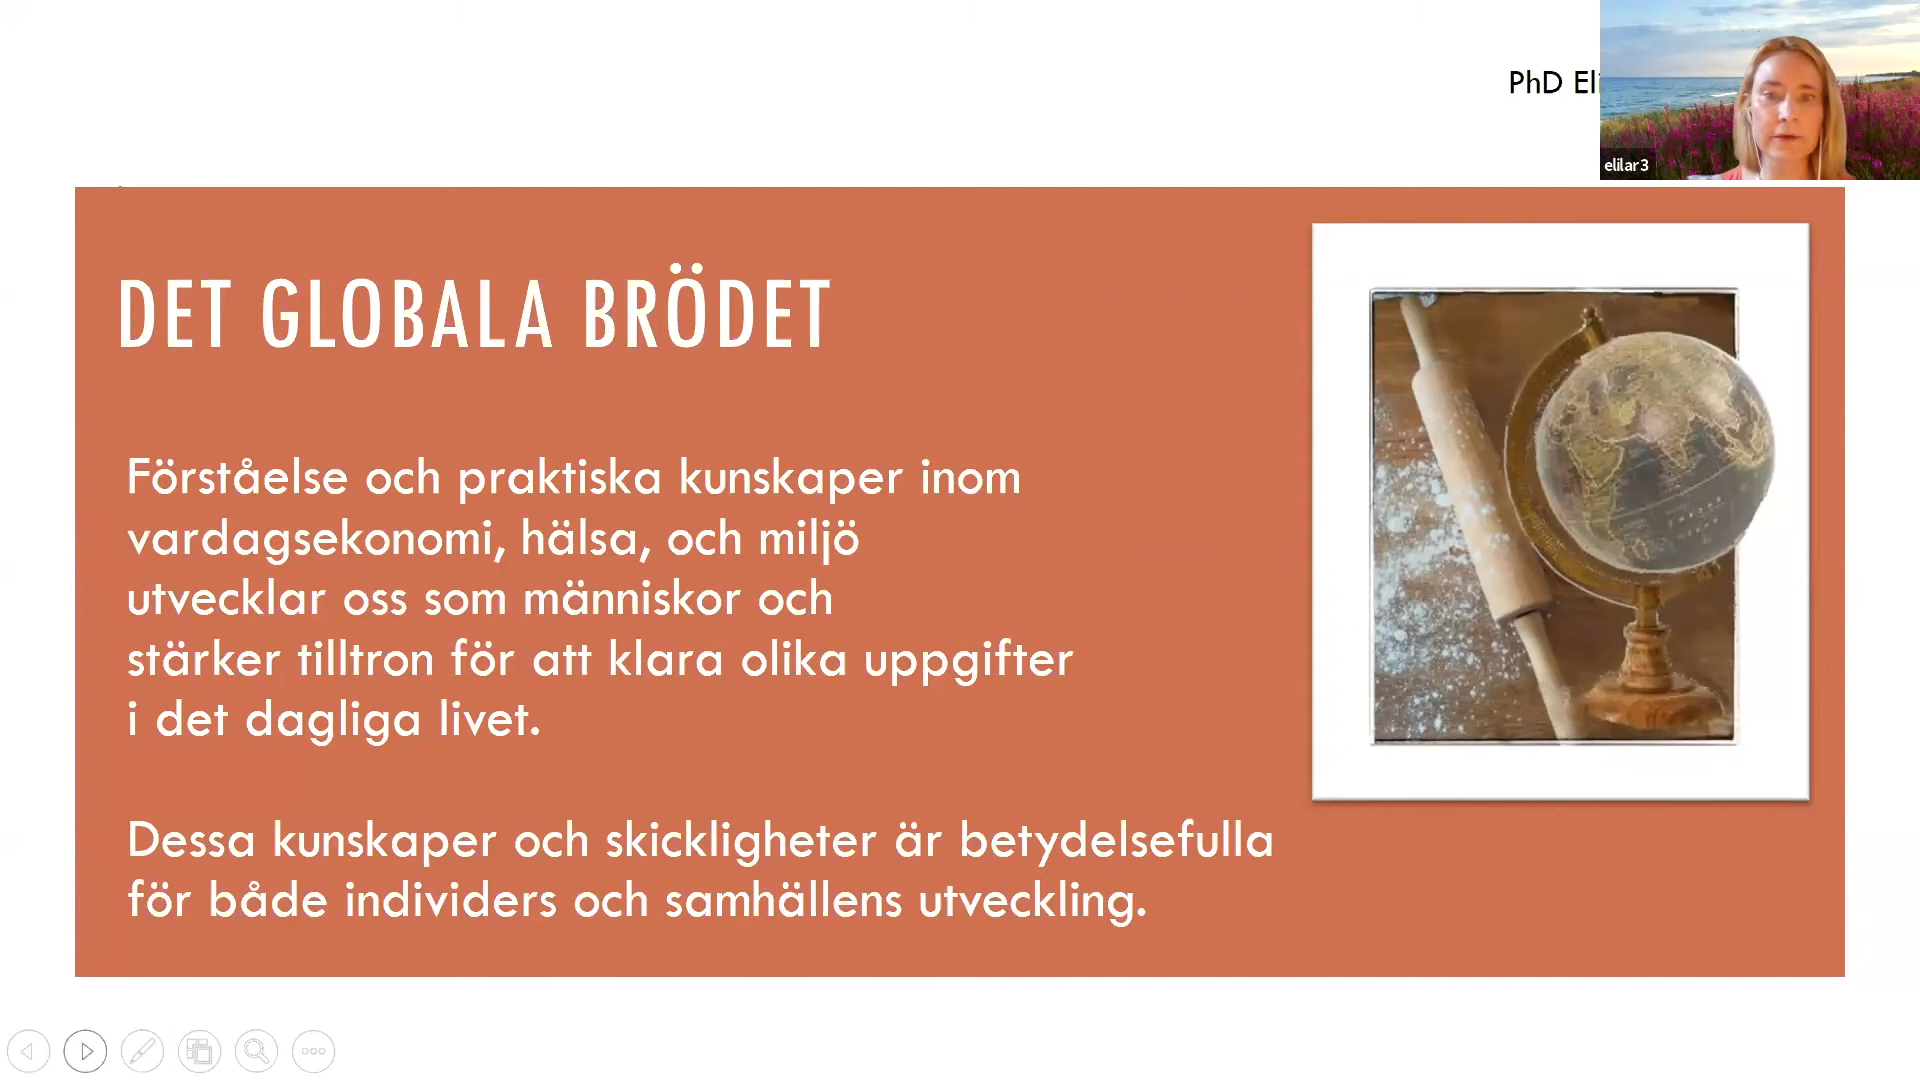 PhD
elilar3
DET GLOBALA BRÖDET
Förståelse och praktiska kunskaper inom
vardagsekonomi, hälsa, och miljö
utvecklar oss som människor och
stärker tilltron för att klara olika uppgifter
i det dagliga livet.
Dessa kunskaper och skickligheter är betydelsefulla
för både individers och samhällens utveckling.